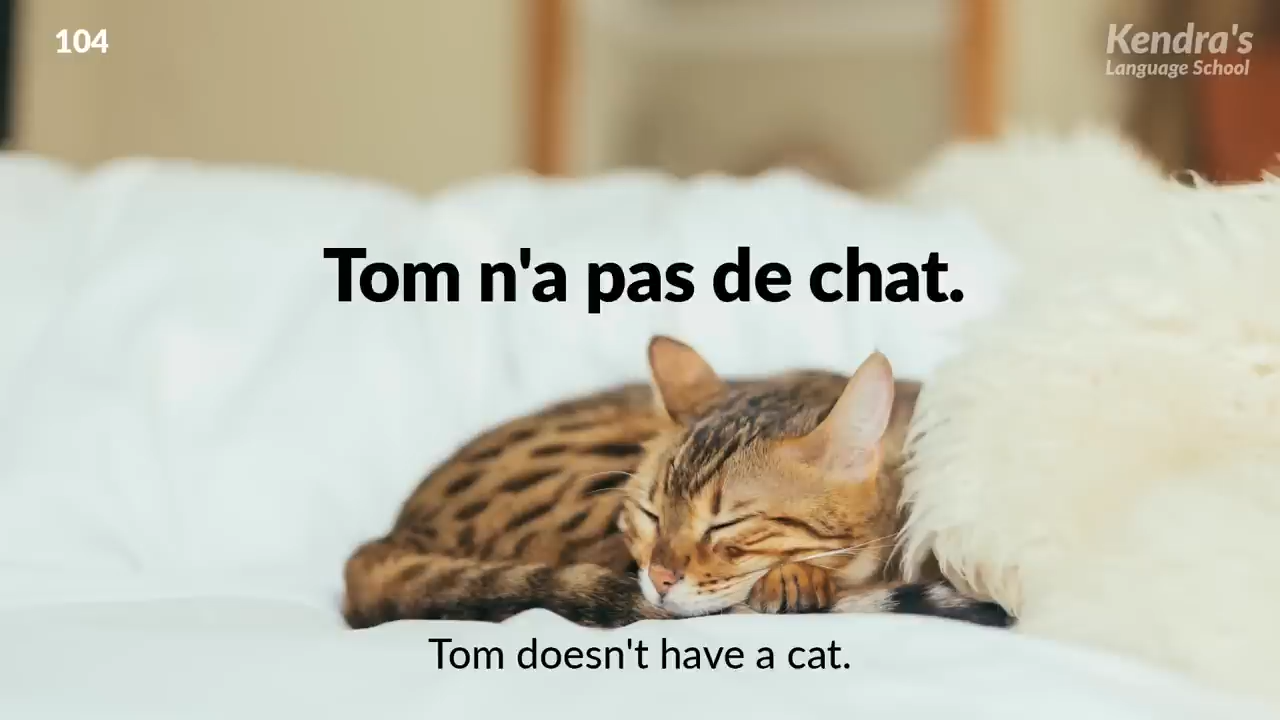 104
Kendra's
Language School
Tom n'a pas de chat.
Tom doesn't have a cat.